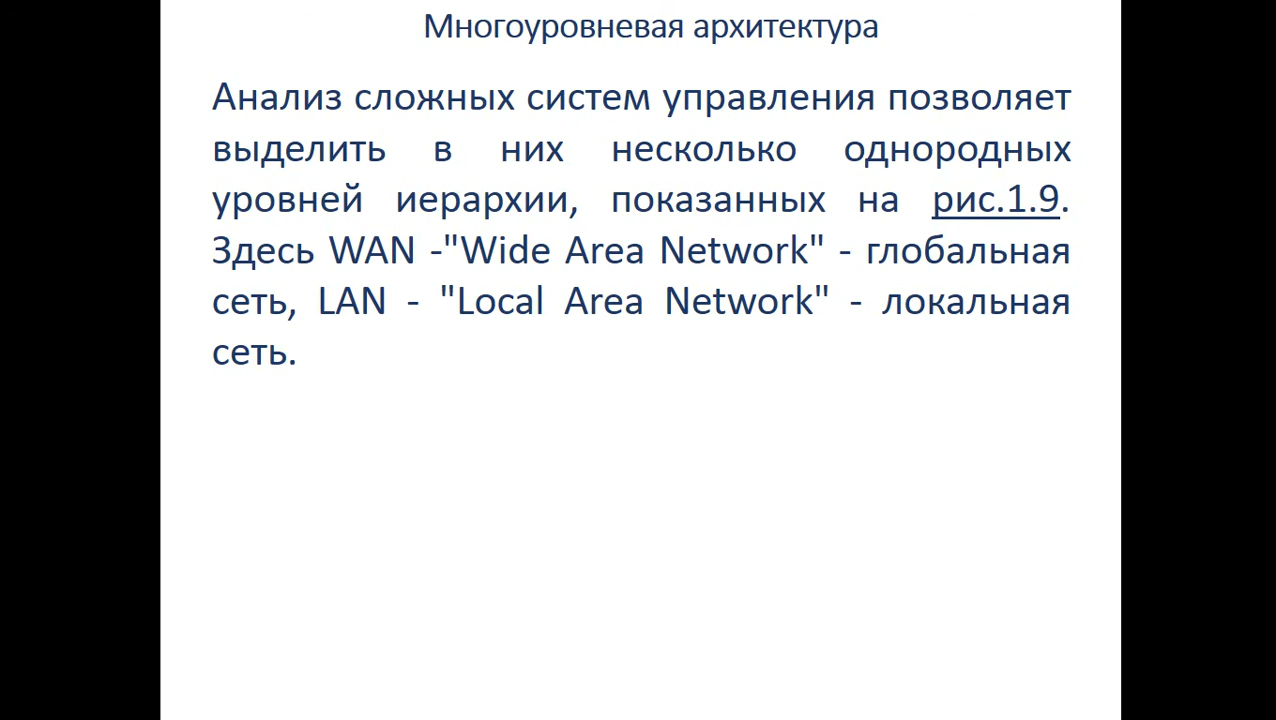 Многоуровневая архитектура
Анализ сложных систем управления позволяет
выделить в них несколько однородных
уровней иерархии, показанных на рис.1.9.
Здесь WAN -"Wide Area Network" - глобальная
сеть, LAN - "Local Area Network" - локальная
сеть.